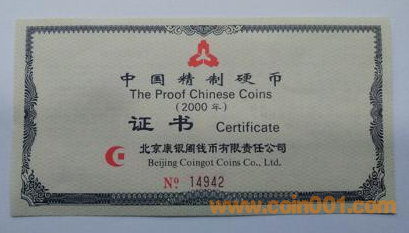 中国精制硬币
The Proof Chinese Coins
(2000年)
证书 Certificate
北京康银阁钱币有限责任公司
Beijing Coingot Coins Co., Ltd.
Nº 14942
www.coin001.com